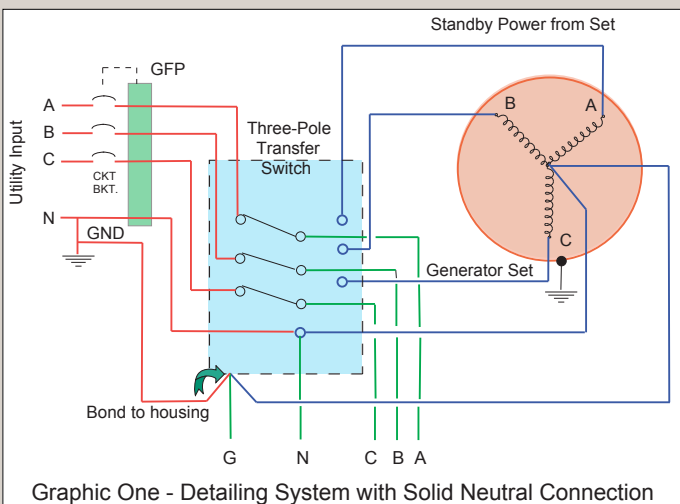 Standby Power from Set
GFP
Utility Input
A
B
C
N
CKT
BKT.
GND
Three-Pole
Transfer
Switch
B
A
C
Generator Set
Bond to housing
G
N
C
B
A
Graphic One - Detailing System with Solid Neutral Connection